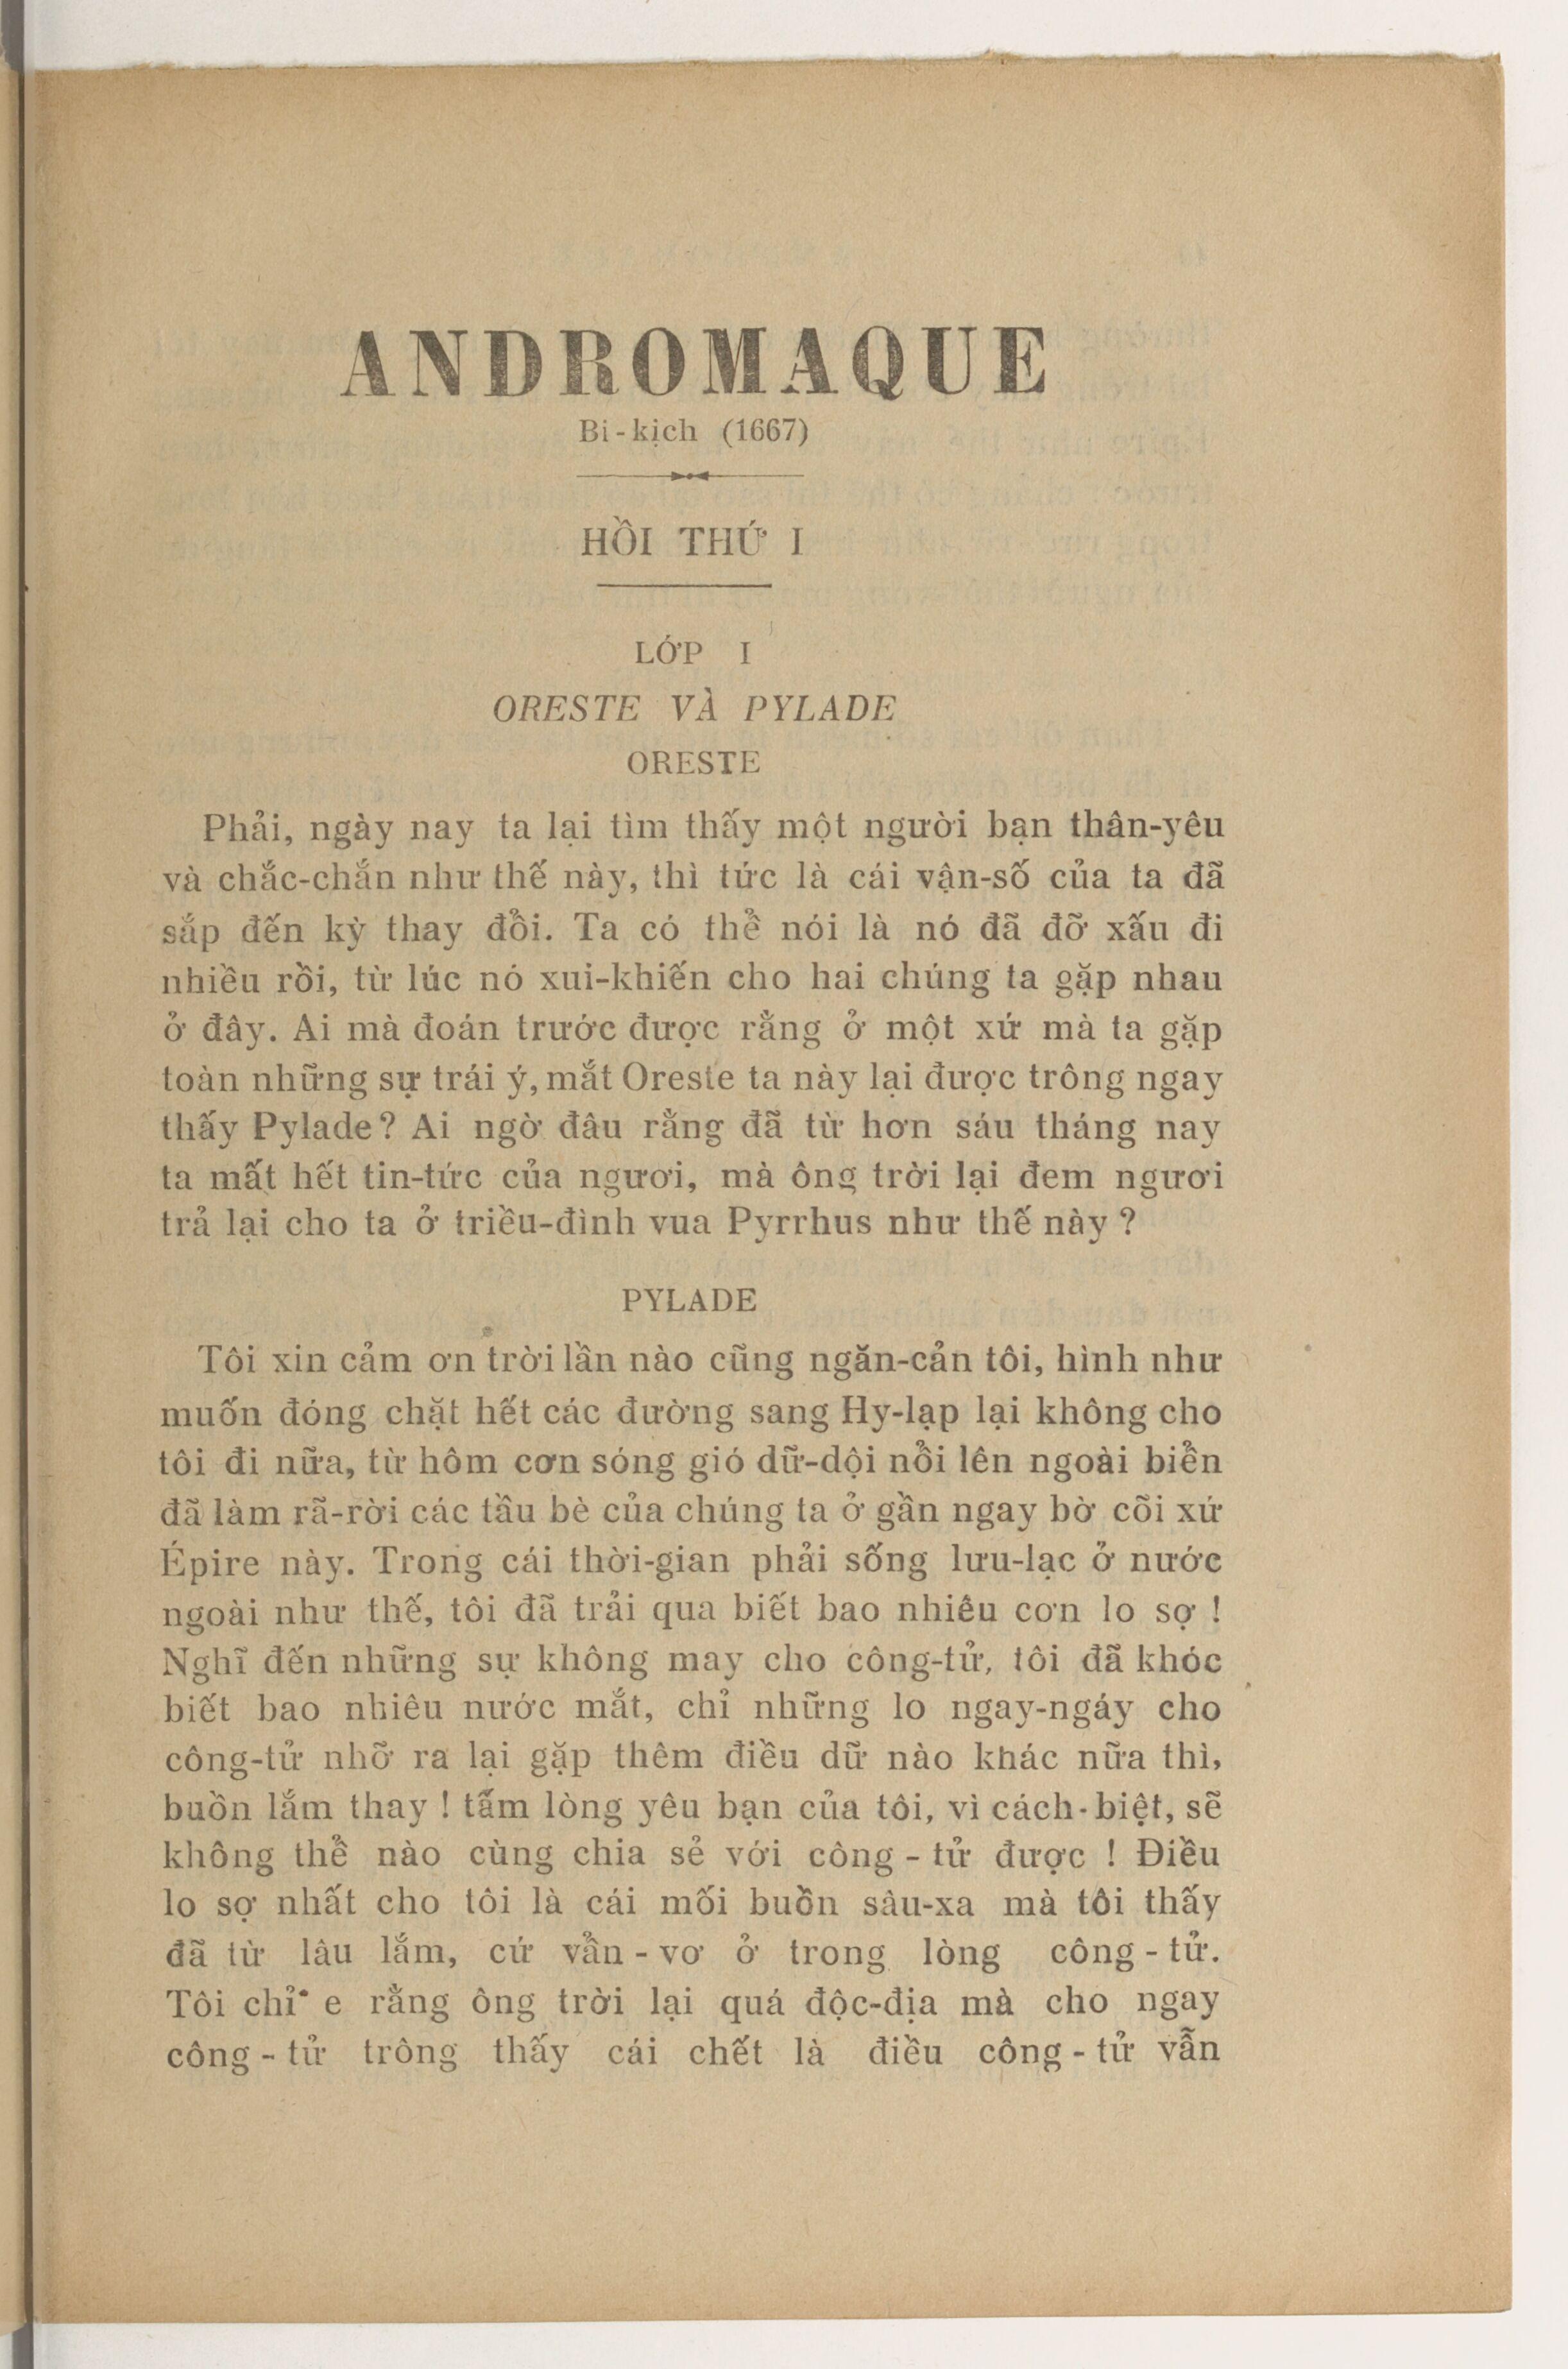 ANDROMAQUE
Bi-kịch (1667)
HỒI THỨ I
LỚP I
ORESTE VÀ PYLADE
ORESTE
Phải, ngày nay ta lại tìm thấy một người bạn thân-yêu
và chắc-chắn như thế này, thì tức là cái vận-số của ta đã
sắp đến kỳ thay đổi. Ta có thể nói là nó đã đỡ xấu đi
nhiều rồi, từ lúc nó xui-khiến cho hai chúng ta gặp nhau
ở đây. Ai mà đoán trước được rằng ở một xứ mà ta gặp
toàn những sự trái ý, mắt Oreste ta này lại được trông ngay
thấy Pylade? Ai ngờ đâu rằng đã từ hơn sáu tháng nay
ta mất hết tin-tức của ngươi, mà ông trời lại đem ngươi
trả lại cho ta ở triều-đình vua Pyrrhus như thế này ?
PYLADE
Tôi xin cảm ơn trời lần nào cũng ngăn-cản tôi, hình như
muốn đóng chặt hết các đường sang Hy-lạp lại không cho
tôi đi nữa, từ hôm cơn sóng gió dữ-dội nổi lên ngoài biển
đã làm rã-rời các tầu bè của chúng ta ở gần ngay bờ cõi xứ
Épire này. Trong cái thời-gian phải sống lưu-lạc ở nước
ngoài như thế, tôi đã trải qua biết bao nhiêu cơn lo sợ !
Nghĩ đến những sự không may cho công-tử, tôi đã khóc
biết bao nhiêu nước mắt, chỉ những lo ngay-ngáy cho
công-tử nhỡ ra lại gặp thêm điều dữ nào khác nữa thì,
buồn lắm thay ! tấm lòng yêu bạn của tôi, vì cách-biệt, sẽ
không thể nào cùng chia sẻ với công - tử được ! Điều
lo sợ nhất cho tôi là cái mối buồn sâu-xa mà tôi thấy
đã từ lâu lắm, cứ vẩn - vơ ở trong lòng công - tử.
Tôi chỉ e rằng ông trời lại quá độc-địa mà cho ngay
công - tử trông thấy cái chết là điều công - tử vẫn